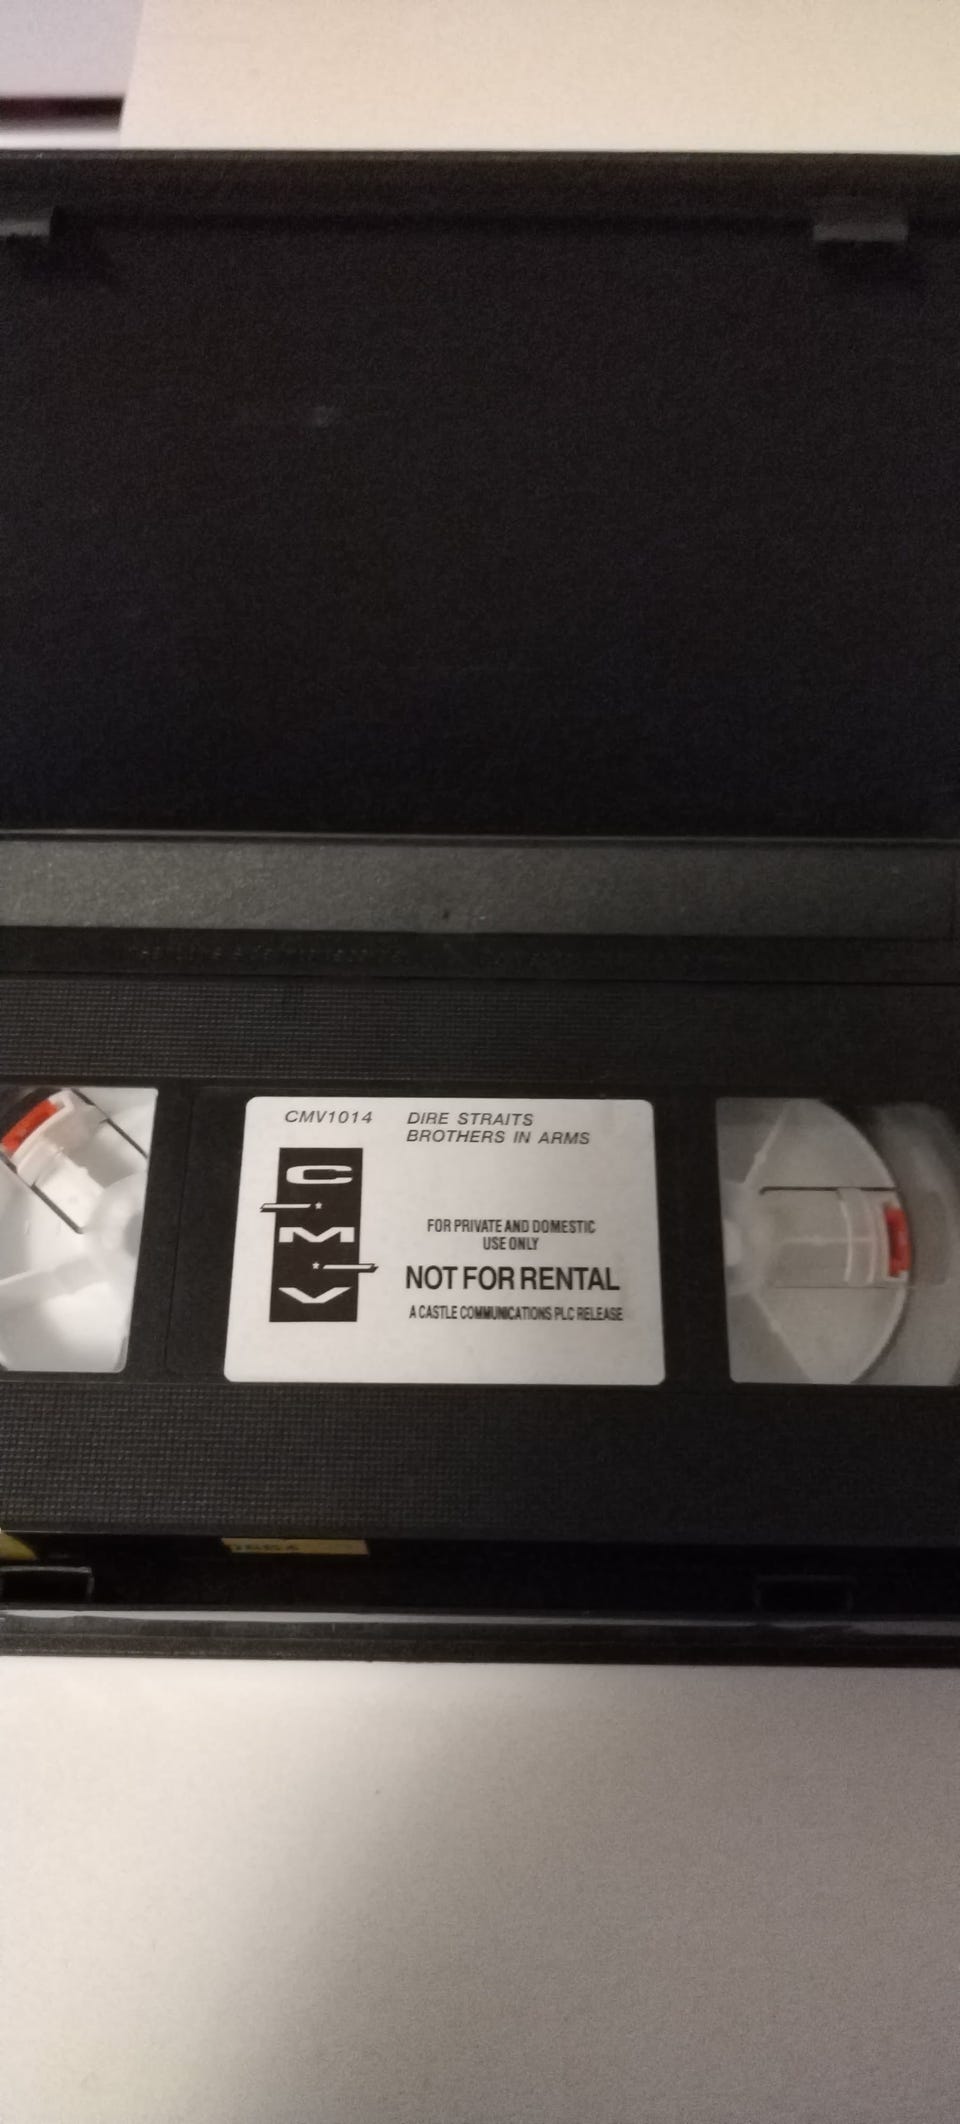 CMV1014
DIRE STRAITS
BROTHERS IN ARMS
C
M
V
FOR PRIVATE AND DOMESTIC
USE ONLY
NOT FOR RENTAL
A CASTLE COMMUNICATIONS PLC RELEASE